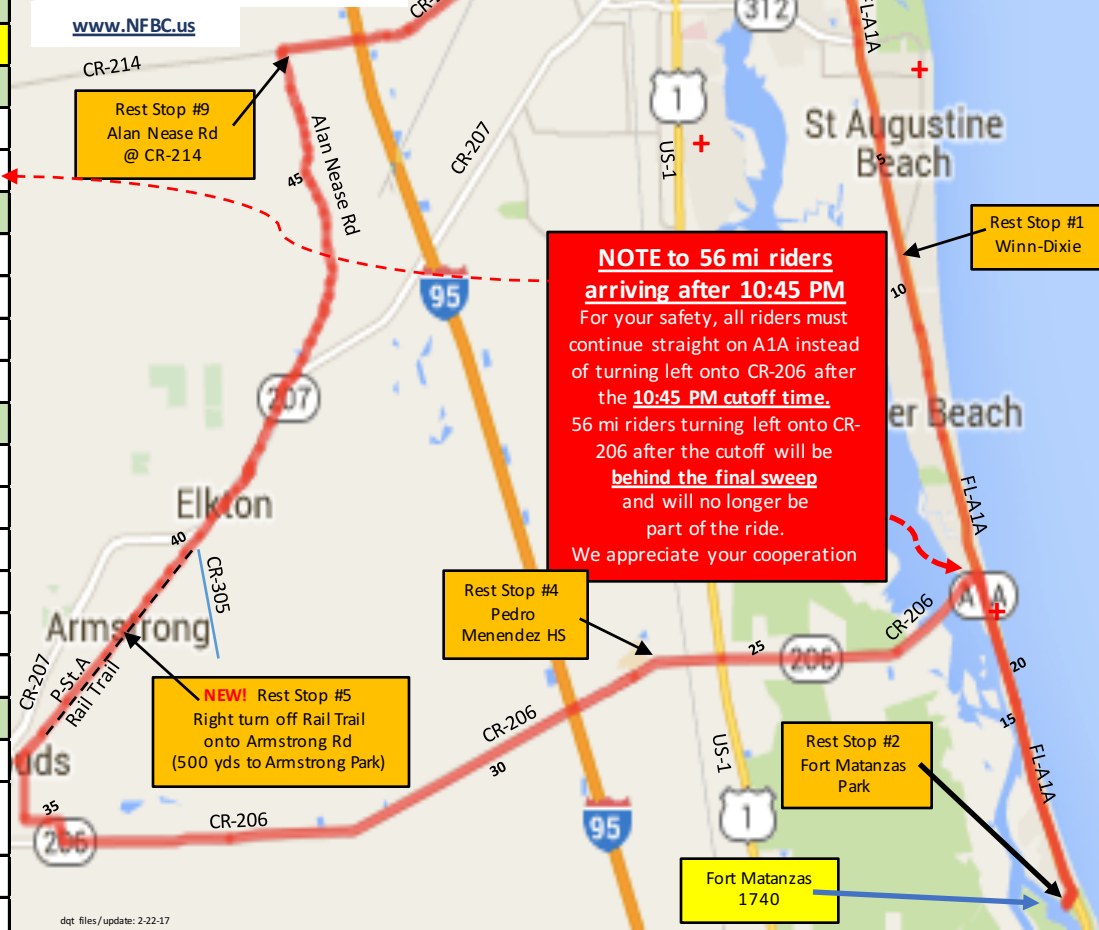 www.NFBC.us
CR-2
312
FL-A1A
CR-214
1
Rest Stop #9
Alan Nease Rd
@ CR-214
Alan Nease Rd
CR-207
US-1
St Augustine
Beach
5
45
Rest Stop #1
Winn-Dixie
10
95
NOTE to 56 mi riders
arriving after 10:45 PM
For your safety, all riders must
continue straight on A1A instead
of turning left onto CR-206 after
the 10:45 PM cutoff time.
56 mi riders turning left onto CR-
206 after the cutoff will be
behind the final sweep
and will no longer be
part of the ride.
We appreciate your cooperation
207
er Beach
Elkton
FL-A1A
40
CR-305
Rest Stop #4
Pedro
Menendez HS
A A
CR-206
Armstrong
25
206
20
CR-207
P-St.A
Rail Trail
NEW! Rest Stop #5
Right turn off Rail Trail
onto Armstrong Rd
(500 yds to Armstrong Park)
CR-206
30
15
US-1
Rest Stop #2
Fort Matanzas
Park
FL-A1A
uds
35
206
CR-206
95
1
Fort Matanzas
1740
dqt files/update: 2-22-17